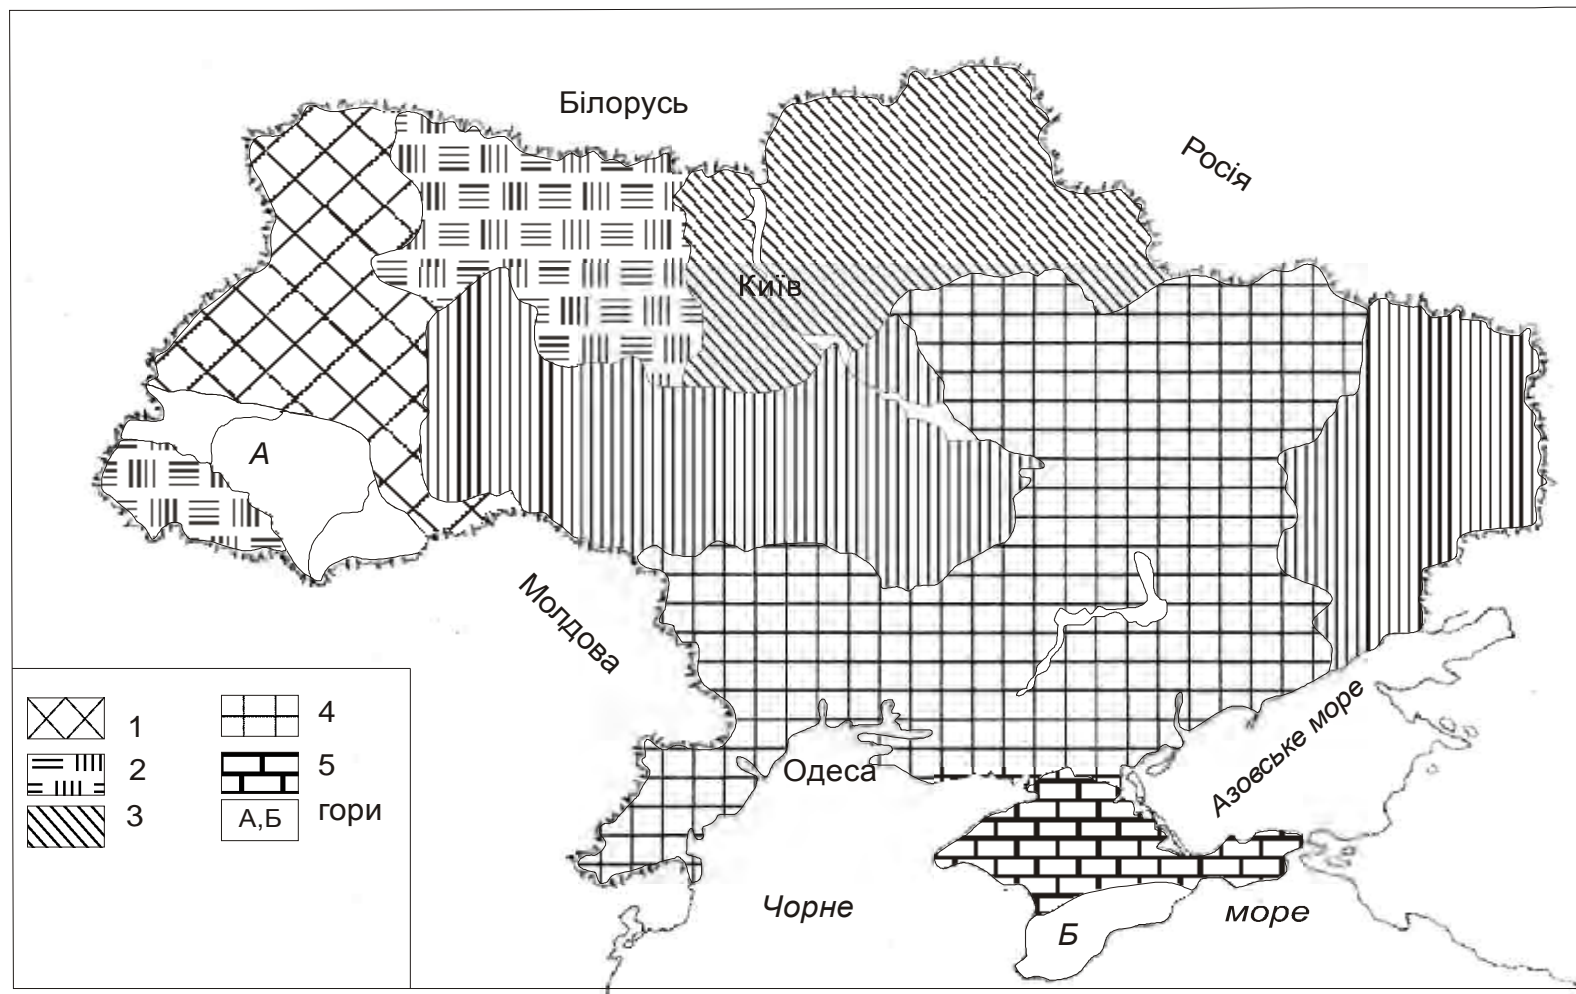 Білорусь
Росія
Київ
А
Молдова
Азовське море
Одеса
Чорне
море
Б
1
2
3
4
5
А,Б
гори